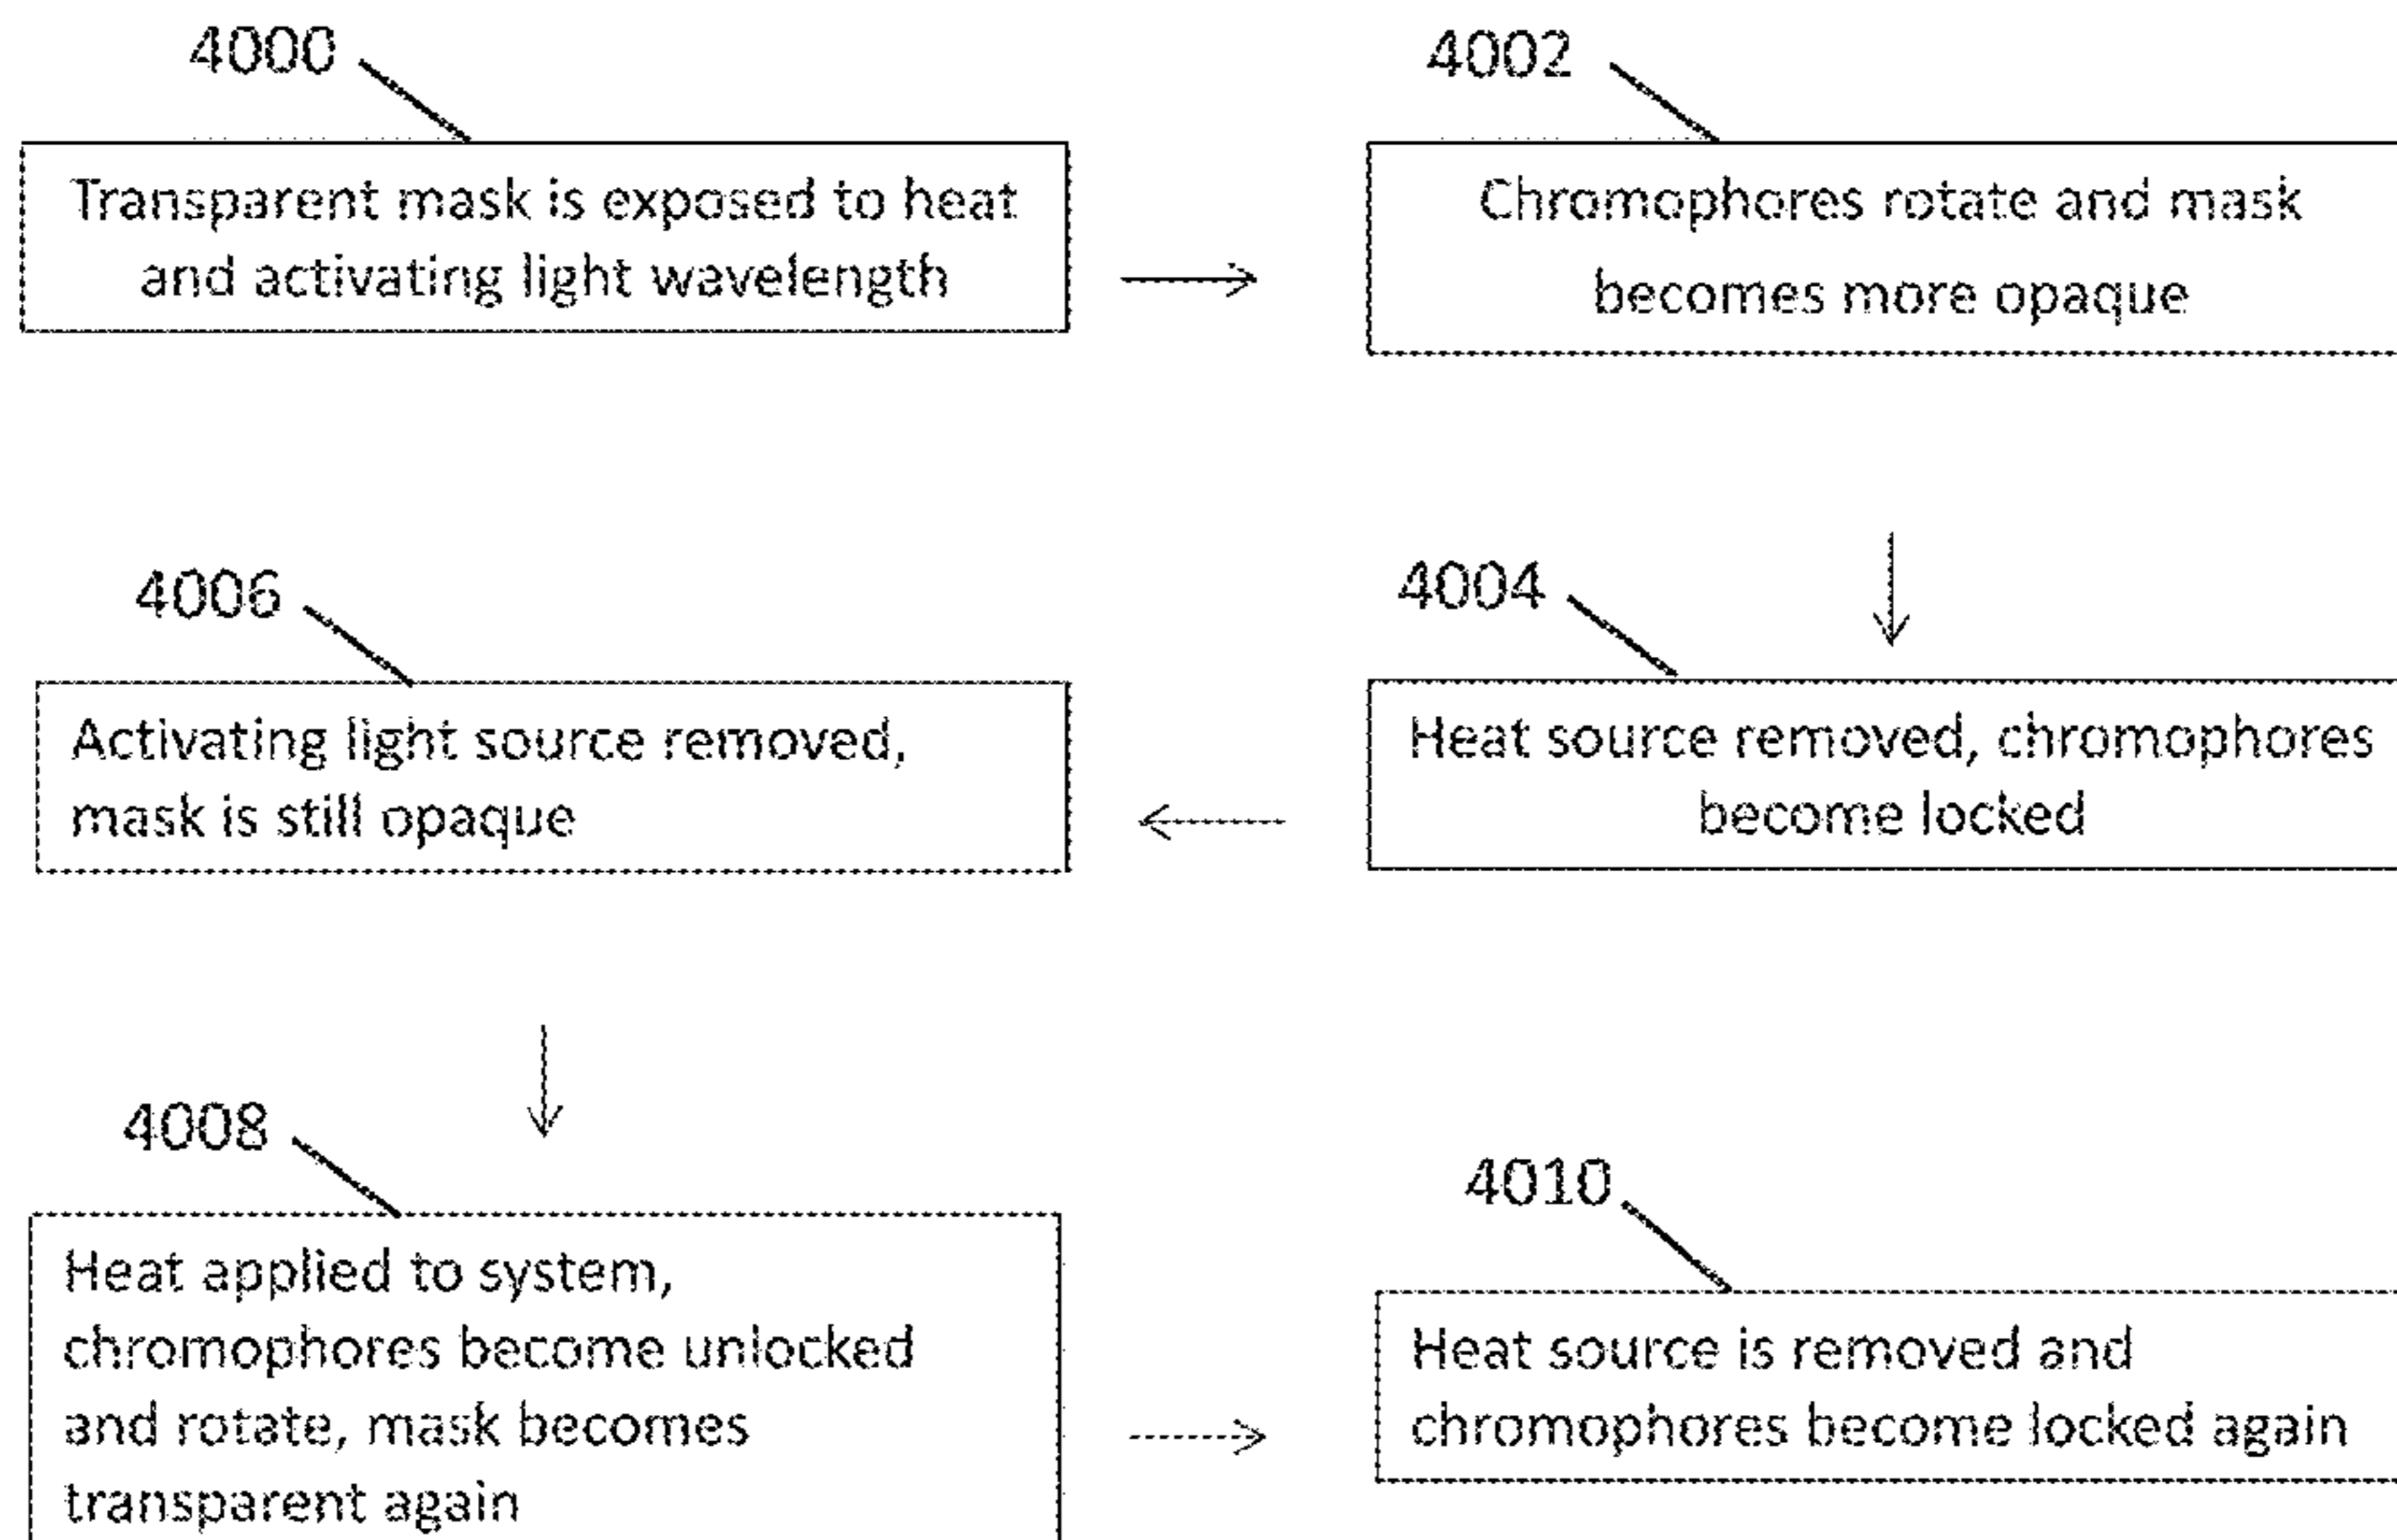 4000
Transparent mask is exposed to heat
and activating light wavelength
4002
Chromophores rotate and mask
becomes more opaque
4004
Heat source removed, chromophores
become locked
4006
Activating light source removed,
mask is still opaque
4008
Heat applied to system,
chromophores become unlocked
and rotate, mask becomes
transparent again
4010
Heat source is removed and
chromophores become locked again